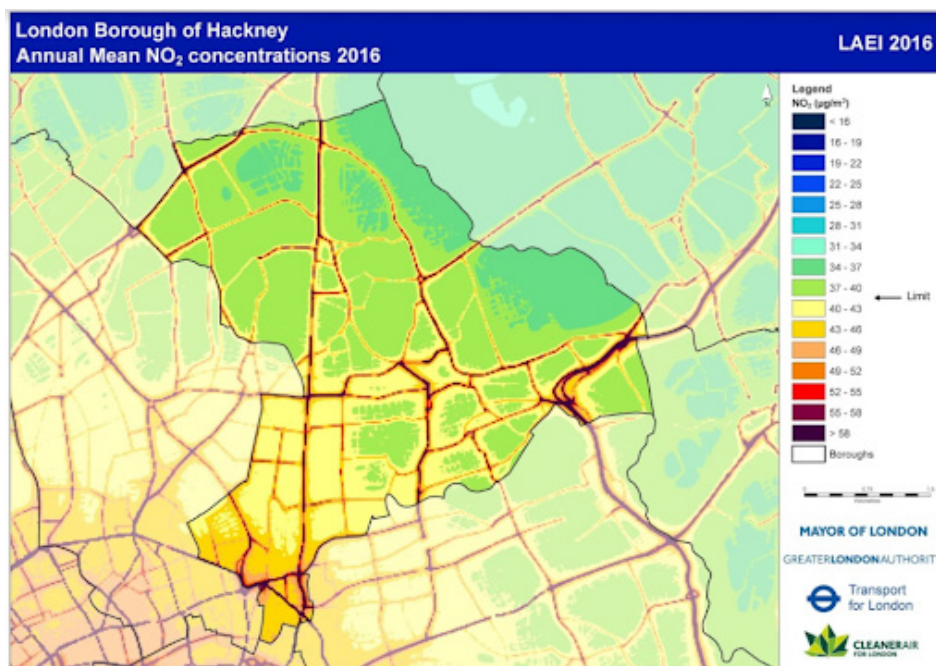 London Borough of Hackney
Annual Mean NO₂ concentrations 2016
LAEI 2016
N
Legend
NO₂ (µg/m³)
< 16
16 - 19
19 - 22
22 - 25
25 - 28
28 - 31
31 - 34
34 - 37
37 - 40
Limit
40 - 43
43 - 46
46 - 49
49 - 52
52 - 55
55 - 58
> 58
Boroughs
MAYOR OF LONDON
GREATERLONDONAUTHORITY
Transport
for London
CLEANERAIR
FOR LONDON